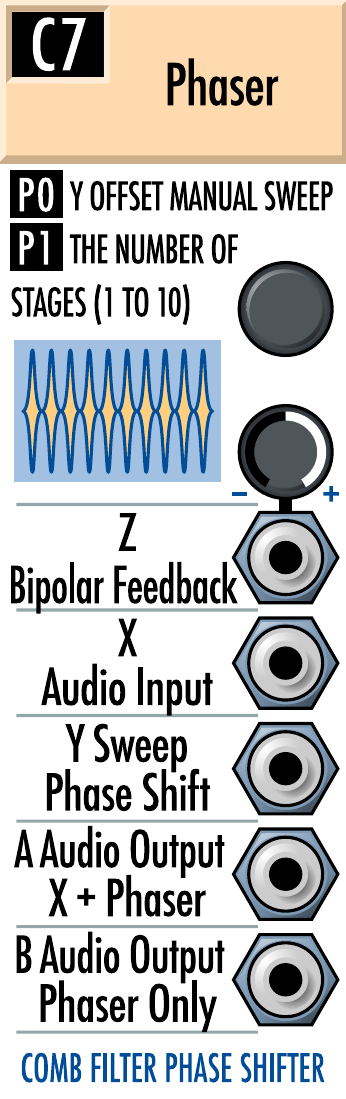 C7
Phaser
P0 Y OFFSET MANUAL SWEEP
P1 THE NUMBER OF
STAGES (1 TO 10)
− +
Z
Bipolar Feedback
X
Audio Input
Y Sweep
Phase Shift
A Audio Output
X + Phaser
B Audio Output
Phaser Only
COMB FILTER PHASE SHIFTER